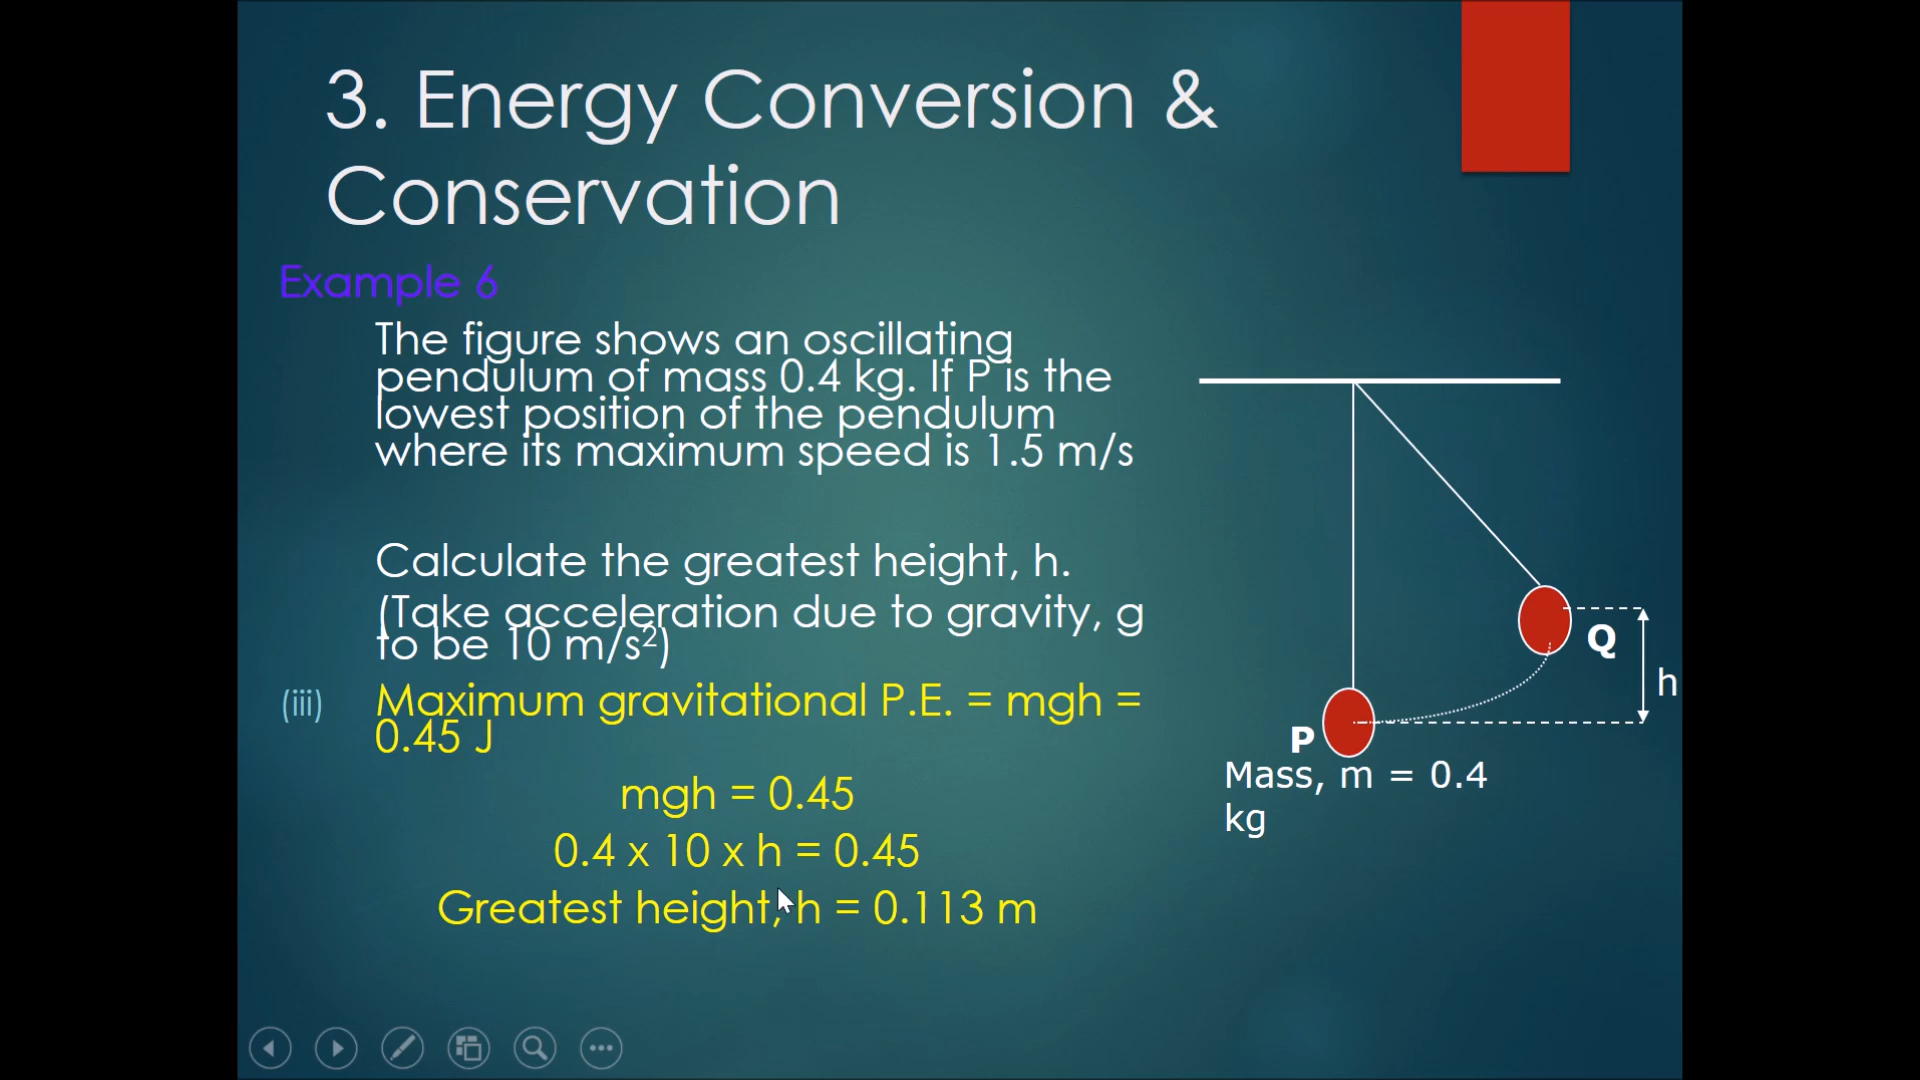 3. Energy Conversion &
Conservation
Example 6
The figure shows an oscillating
pendulum of mass 0.4 kg. If P is the
lowest position of the pendulum
where its maximum speed is 1.5 m/s
Calculate the greatest height, h.
(Take acceleration due to gravity, g
to be 10 m/s²)
(iii) Maximum gravitational P.E. = mgh =
0.45 J
mgh = 0.45
0.4 x 10 x h = 0.45
Greatest height, h = 0.113 m
Q
h
P
Mass, m = 0.4
kg